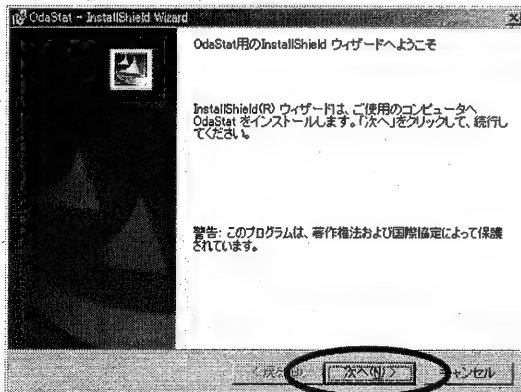 OdaStat - InstallShield Wizard
OdaStat用のInstallShield ウィザードへようこそ
InstallShield(R) ウィザードは、ご使用のコンピュータへ
OdaStat をインストールします。「次へ」をクリックして、続行し
てください。
警告: このプログラムは、著作権法および国際協定によって保護
されています。
< 戻る(B) 次へ(N) > キャンセル